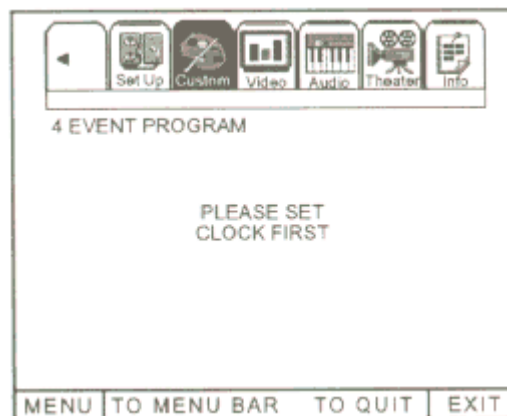 Set Up Custom Video Audio Theater Info
4 EVENT PROGRAM
PLEASE SET
CLOCK FIRST
MENU TO MENU BAR TO QUIT EXIT